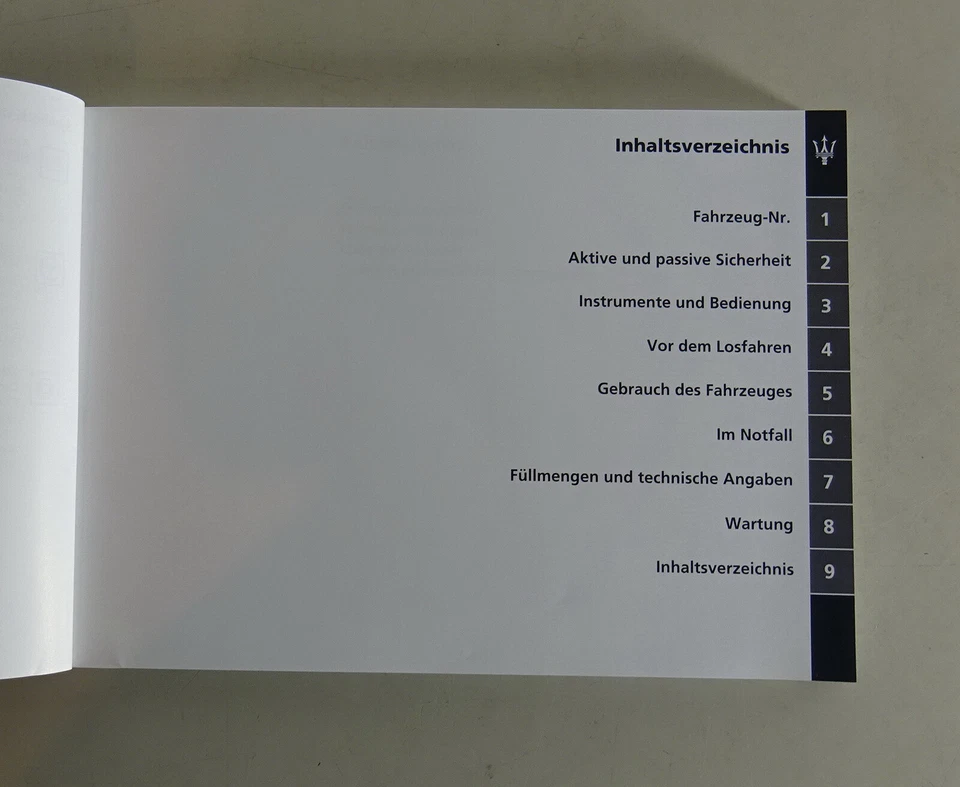 Inhaltsverzeichnis
Fahrzeug-Nr. 1
Aktive und passive Sicherheit 2
Instrumente und Bedienung 3
Vor dem Losfahren 4
Gebrauch des Fahrzeuges 5
Im Notfall 6
Füllmengen und technische Angaben 7
Wartung 8
Inhaltsverzeichnis 9